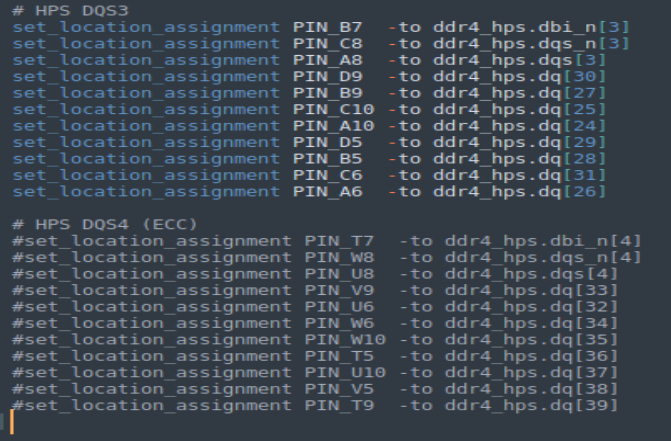 # HPS DQS3
set_location_assignment PIN_B7  -to ddr4_hps.dbi_n[3]
set_location_assignment PIN_C8  -to ddr4_hps.dqs_n[3]
set_location_assignment PIN_A8  -to ddr4_hps.dqs[3]
set_location_assignment PIN_D9  -to ddr4_hps.dq[30]
set_location_assignment PIN_B9  -to ddr4_hps.dq[27]
set_location_assignment PIN_C10 -to ddr4_hps.dq[25]
set_location_assignment PIN_A10 -to ddr4_hps.dq[24]
set_location_assignment PIN_D5  -to ddr4_hps.dq[29]
set_location_assignment PIN_B5  -to ddr4_hps.dq[28]
set_location_assignment PIN_C6  -to ddr4_hps.dq[31]
set_location_assignment PIN_A6  -to ddr4_hps.dq[26]

# HPS DQS4 (ECC)
#set_location_assignment PIN_T7  -to ddr4_hps.dbi_n[4]
#set_location_assignment PIN_W8  -to ddr4_hps.dqs_n[4]
#set_location_assignment PIN_U8  -to ddr4_hps.dqs[4]
#set_location_assignment PIN_V9  -to ddr4_hps.dq[33]
#set_location_assignment PIN_U6  -to ddr4_hps.dq[32]
#set_location_assignment PIN_W6  -to ddr4_hps.dq[34]
#set_location_assignment PIN_W10 -to ddr4_hps.dq[35]
#set_location_assignment PIN_T5  -to ddr4_hps.dq[36]
#set_location_assignment PIN_U10 -to ddr4_hps.dq[37]
#set_location_assignment PIN_V5  -to ddr4_hps.dq[38]
#set_location_assignment PIN_T9  -to ddr4_hps.dq[39]